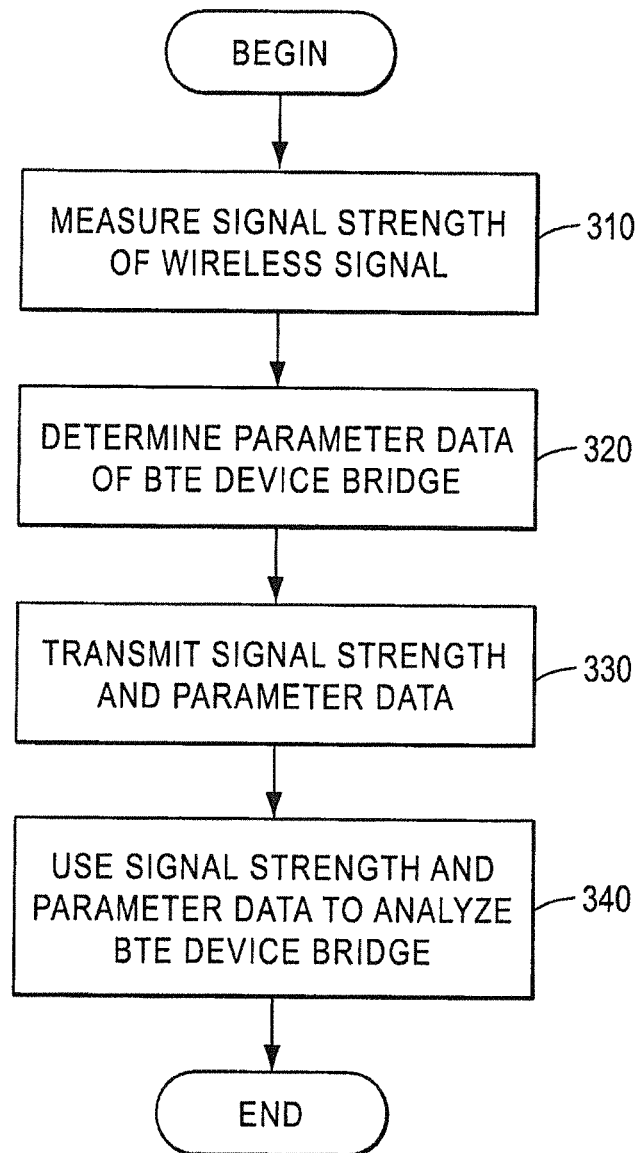 BEGIN
MEASURE SIGNAL STRENGTH
OF WIRELESS SIGNAL
310
DETERMINE PARAMETER DATA
OF BTE DEVICE BRIDGE
320
TRANSMIT SIGNAL STRENGTH
AND PARAMETER DATA
330
USE SIGNAL STRENGTH AND
PARAMETER DATA TO ANALYZE
BTE DEVICE BRIDGE
340
END